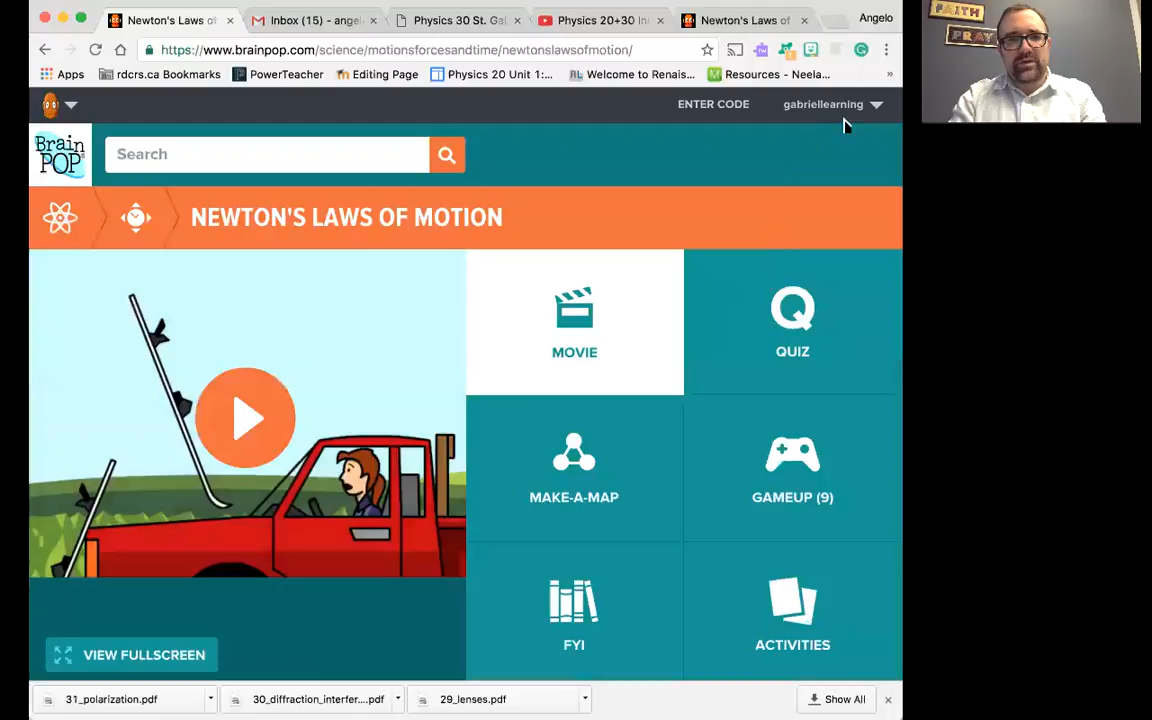 Newton's Laws of
Inbox (15) - angel
Physics 30 St. Ga
Physics 20+30 In
Newton's Laws of
Angelo
https://www.brainpop.com/science/motionsforcesandtime/newtonslawsofmotion/
Apps
rdcrs.ca Bookmarks
PowerTeacher
Editing Page
Physics 20 Unit 1:...
Welcome to Renais...
Resources - Neela...
»
ENTER CODE
gabriellearning
Brain
POP
Search
NEWTON'S LAWS OF MOTION
MOVIE
QUIZ
MAKE-A-MAP
GAMEUP (9)
FYI
ACTIVITIES
VIEW FULLSCREEN
31_polarization.pdf
30_diffraction_interfer....pdf
29_lenses.pdf
Show All
FAITH
PRAY